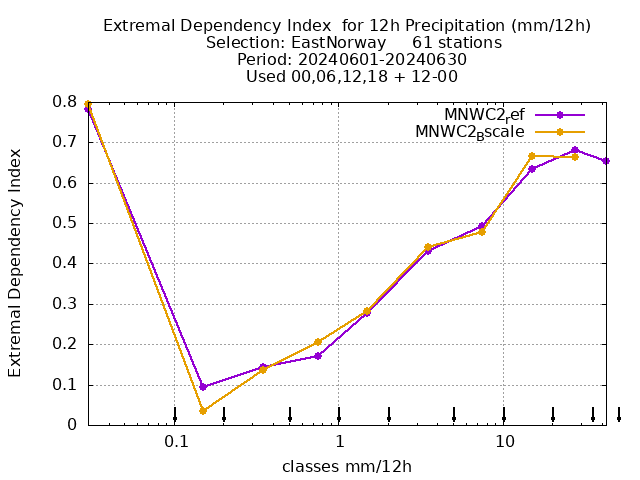 Extremal Dependency Index  for 12h Precipitation (mm/12h)
Selection: EastNorway     61 stations
Period: 20240601-20240630
Used 00,06,12,18 + 12-00
MNWC2ref
MNWC2Bscale
Extremal Dependency Index
0.8
0.7
0.6
0.5
0.4
0.3
0.2
0.1
0
0.1 1 10
classes mm/12h